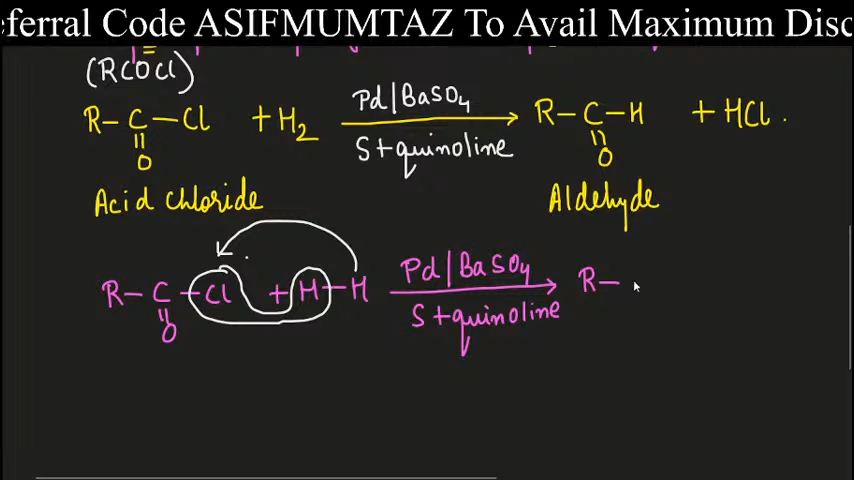 eferral Code ASIFMUMTAZ To Avail Maximum Disc
(RCOCl)
R-C-Cl +H2 Pd|BaSO4 R-C-H +HCl.
O S+quinoline O
Acid chloride Aldehyde
R-C-Cl +H-H Pd|BaSO4 R-
O S+quinoline